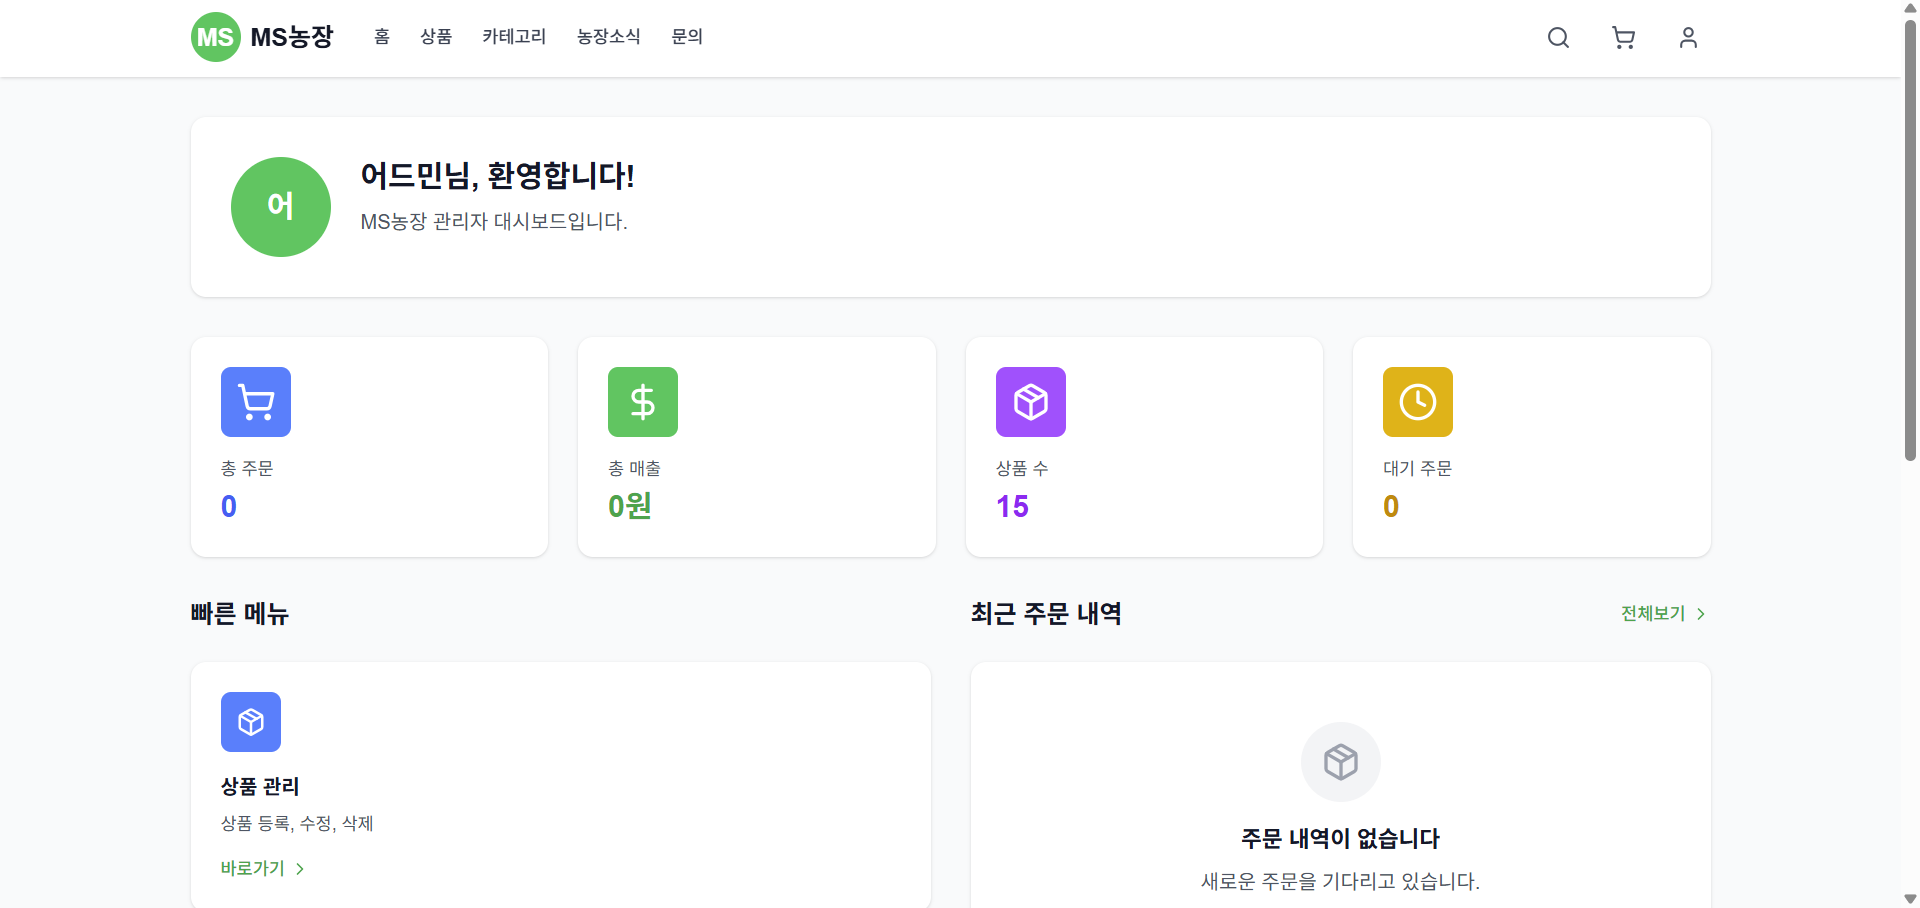 MS MS농장 홈 상품 카테고리 농장소식 문의
어
어드민님, 환영합니다!
MS농장 관리자 대시보드입니다.
총 주문
0
총 매출
0원
상품 수
15
대기 주문
0
빠른 메뉴
상품 관리
상품 등록, 수정, 삭제
바로가기
최근 주문 내역
전체보기
주문 내역이 없습니다
새로운 주문을 기다리고 있습니다.